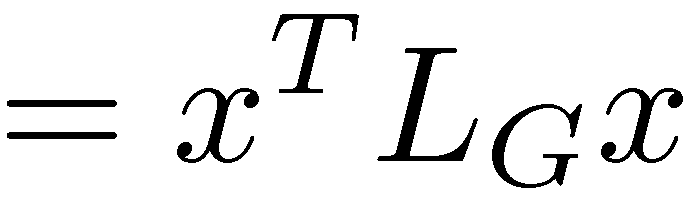 = x^T L_G x